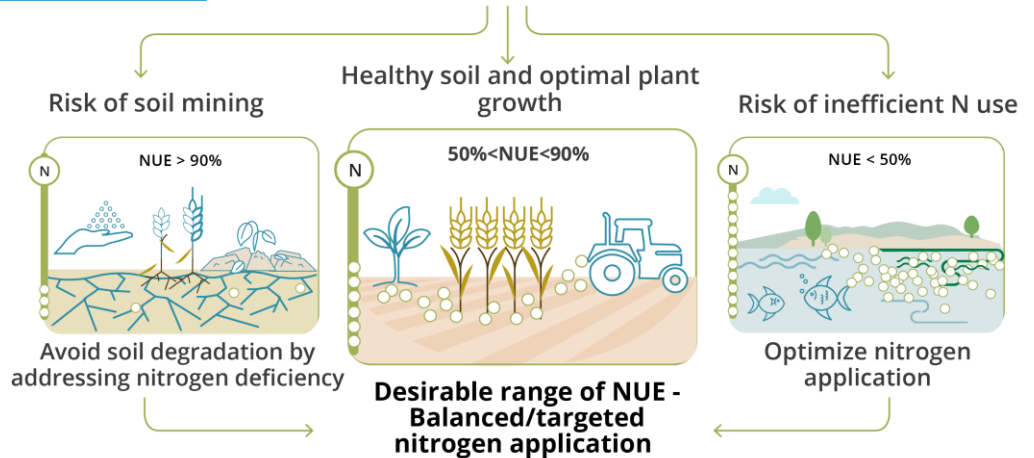 Risk of soil mining
Healthy soil and optimal plant
growth
Risk of inefficient N use
NUE > 90%
N
50%<NUE<90%
N
NUE < 50%
N
Avoid soil degradation by
addressing nitrogen deficiency
Desirable range of NUE -
Balanced/targeted
nitrogen application
Optimize nitrogen
application